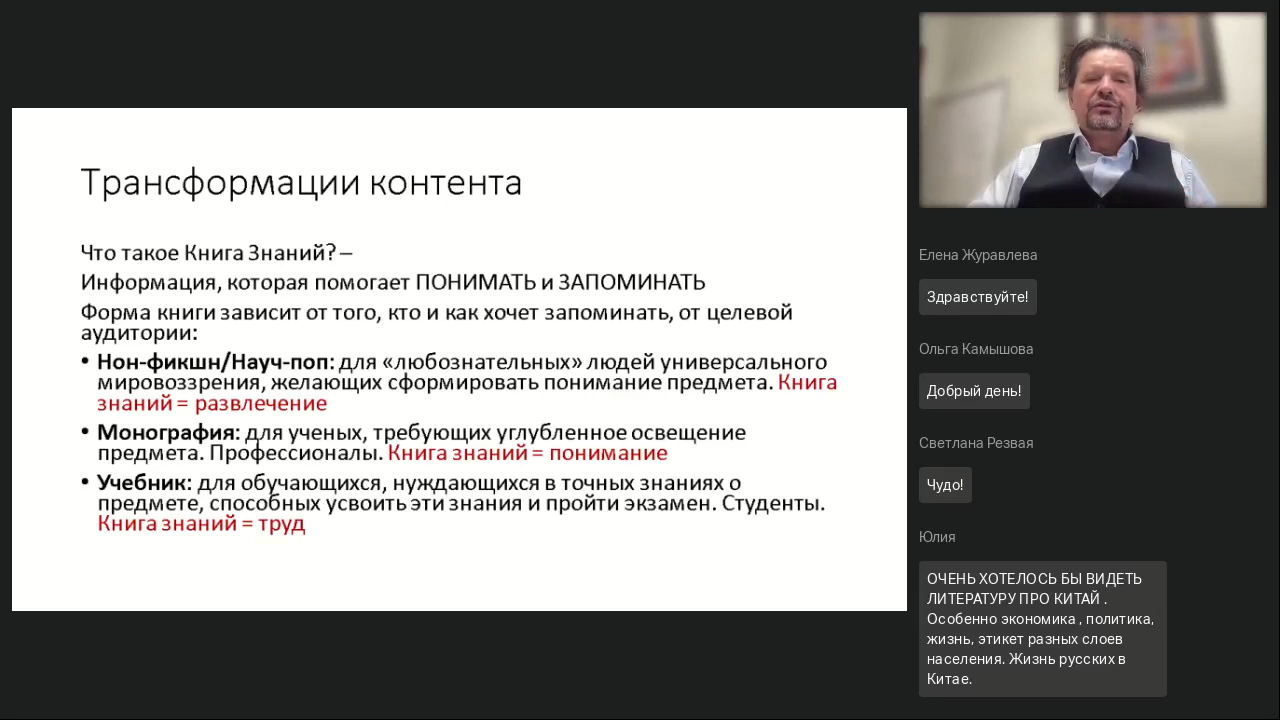 Трансформации контента
Что такое Книга Знаний? –
Информация, которая помогает ПОНИМАТЬ и ЗАПОМИНАТЬ
Форма книги зависит от того, кто и как хочет запоминать, от целевой
аудитории:
• Нон-фикшн/Науч-поп: для «любознательных» людей универсального
мировоззрения, желающих сформировать понимание предмета. Книга
знаний = развлечение
• Монография: для ученых, требующих углубленное освещение
предмета. Профессионалы. Книга знаний = понимание
• Учебник: для обучающихся, нуждающихся в точных знаниях о
предмете, способных усвоить эти знания и пройти экзамен. Студенты.
Книга знаний = труд
Елена Журавлева
Здравствуйте!
Ольга Камышова
Добрый день!
Светлана Резвая
Чудо!
Юлия
ОЧЕНЬ ХОТЕЛОСЬ БЫ ВИДЕТЬ
ЛИТЕРАТУРУ ПРО КИТАЙ .
Особенно экономика , политика,
жизнь, этикет разных слоев
населения. Жизнь русских в
Китае.